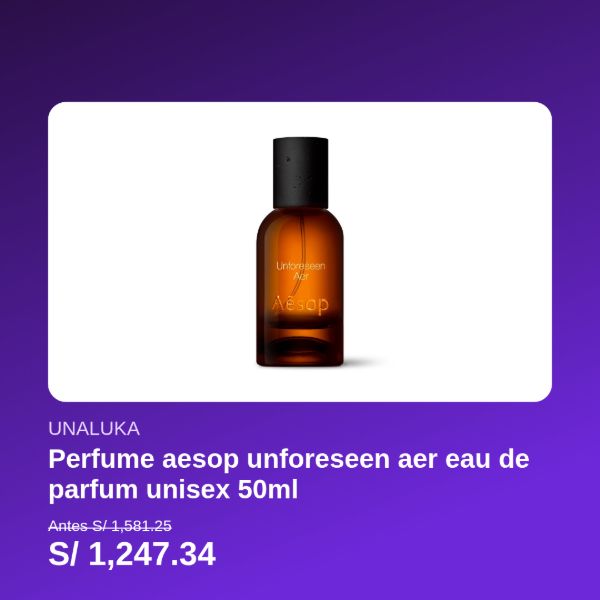 Unforeseen
Aer
Aēsop
UNALUKA
Perfume aesop unforeseen aer eau de
parfum unisex 50ml
Antes S/ 1,581.25
S/ 1,247.34